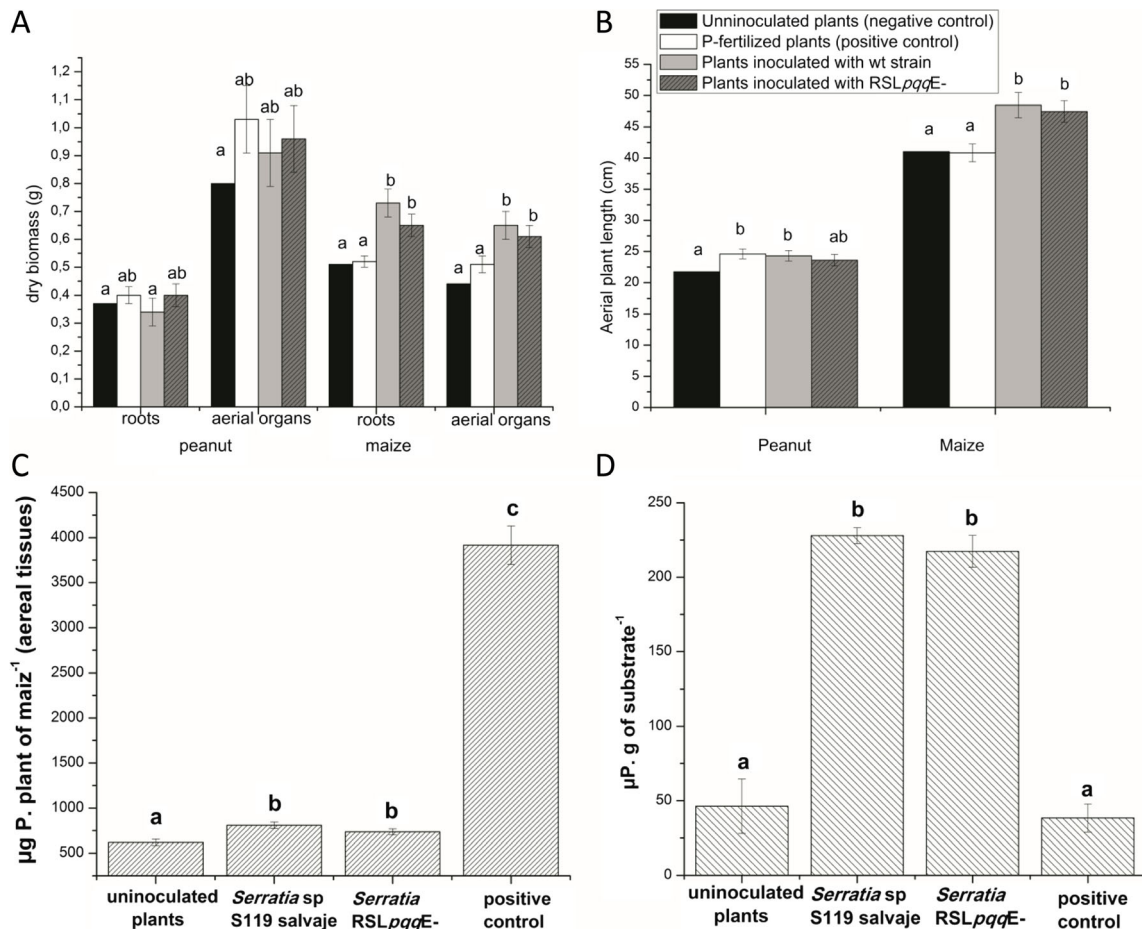 A
dry biomass (g)
1,2
1,1
1,0
0,9
0,8
0,7
0,6
0,5
0,4
0,3
0,2
0,1
0,0
a ab a ab
a ab ab ab
a a b b
a a b b
roots aerial organs roots aerial organs
peanut maize
B
Unninoculated plants (negative control)
P-fertilized plants (positive control)
Plants inoculated with wt strain
Plants inoculated with RSLpqqE-
Aerial plant length (cm)
55
50
45
40
35
30
25
20
15
10
5
0
a b b ab
a a b b
Peanut Maize
C
µg P. plant of maiz-1 (aereal tissues)
4500
4000
3500
3000
2500
2000
1500
1000
500
a b b c
uninoculated plants
Serratia sp S119 salvaje
Serratia RSLpqqE-
positive control
D
µP. g of substrate-1
250
200
150
100
50
0
a b b a
uninoculated plants
Serratia sp S119 salvaje
Serratia RSLpqqE-
positive control